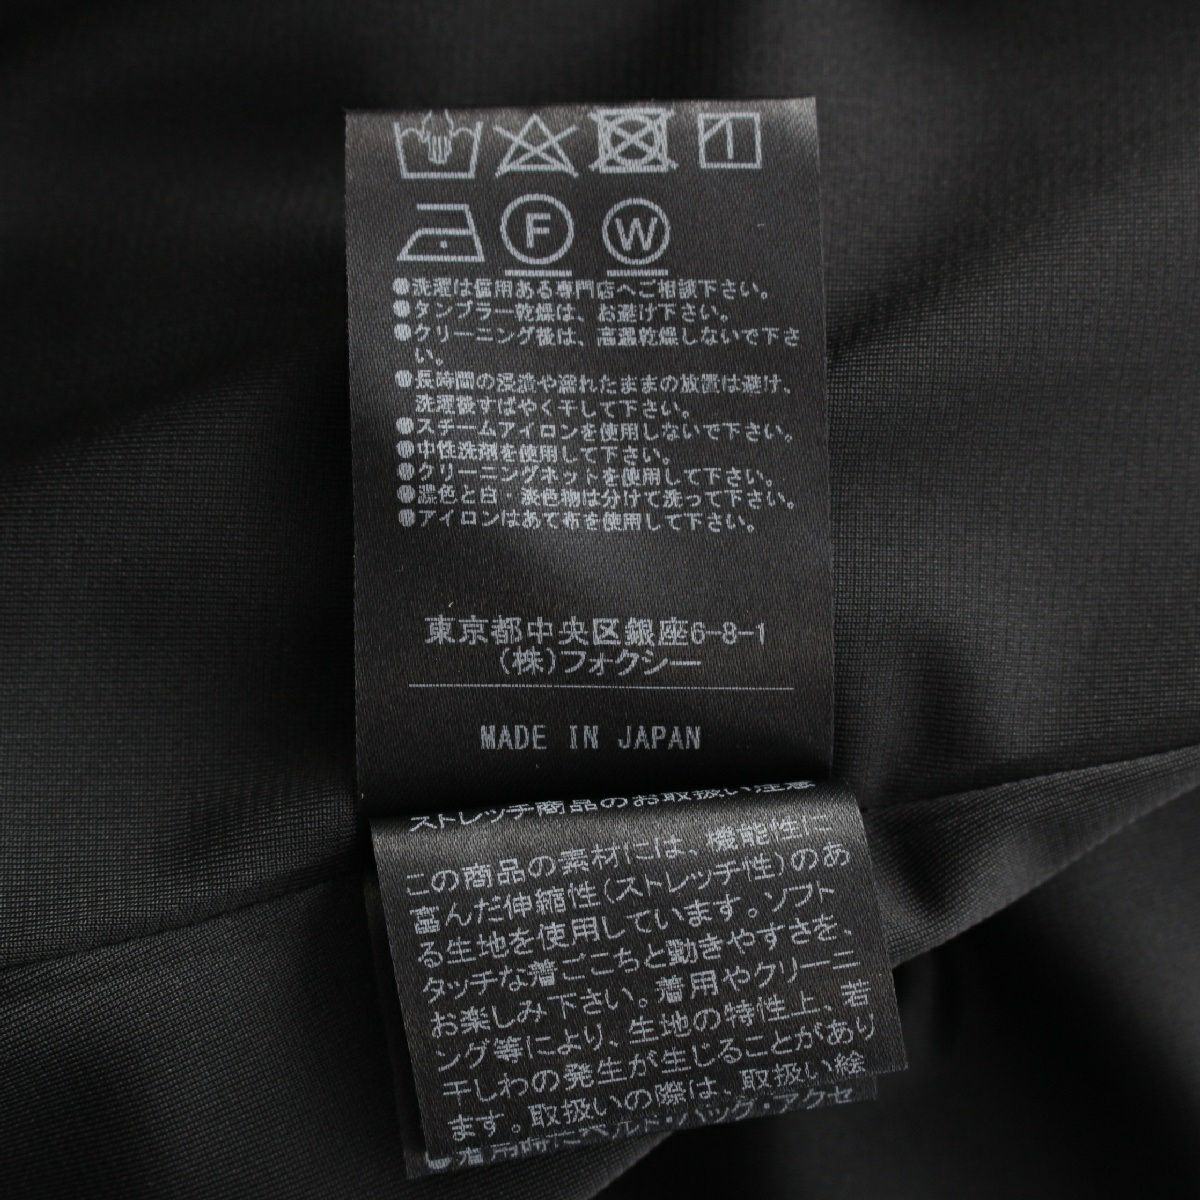 F W
●洗濯は信用ある専門店へご相談下さい。
●タンブラー乾燥は、お避け下さい。
●クリーニング後は、高温乾燥しないで下さ
い。
●長時間の浸漬や濡れたままの放置は避け、
洗濯後すばやく干して下さい。
●スチームアイロンを使用しないで下さい。
●中性洗剤を使用して下さい。
●クリーニングネットを使用して下さい。
●濃色と白・淡色物は分けて洗って下さい。
●アイロンはあて布を使用して下さい。
東京都中央区銀座6-8-1
(株)フォクシー
MADE IN JAPAN
ストレッチ商品のお取扱い注意
この商品の素材には、機能性に
富んだ伸縮性(ストレッチ性)のあ
る生地を使用しています。ソフト
タッチな着ごこちと動きやすさを、
お楽しみ下さい。着用やクリーニ
ング等により、生地の特性上、若
干しわの発生が生じることがあり
ます。取扱いの際は、取扱い絵
●着用時にベルト・バッグ・アクセ